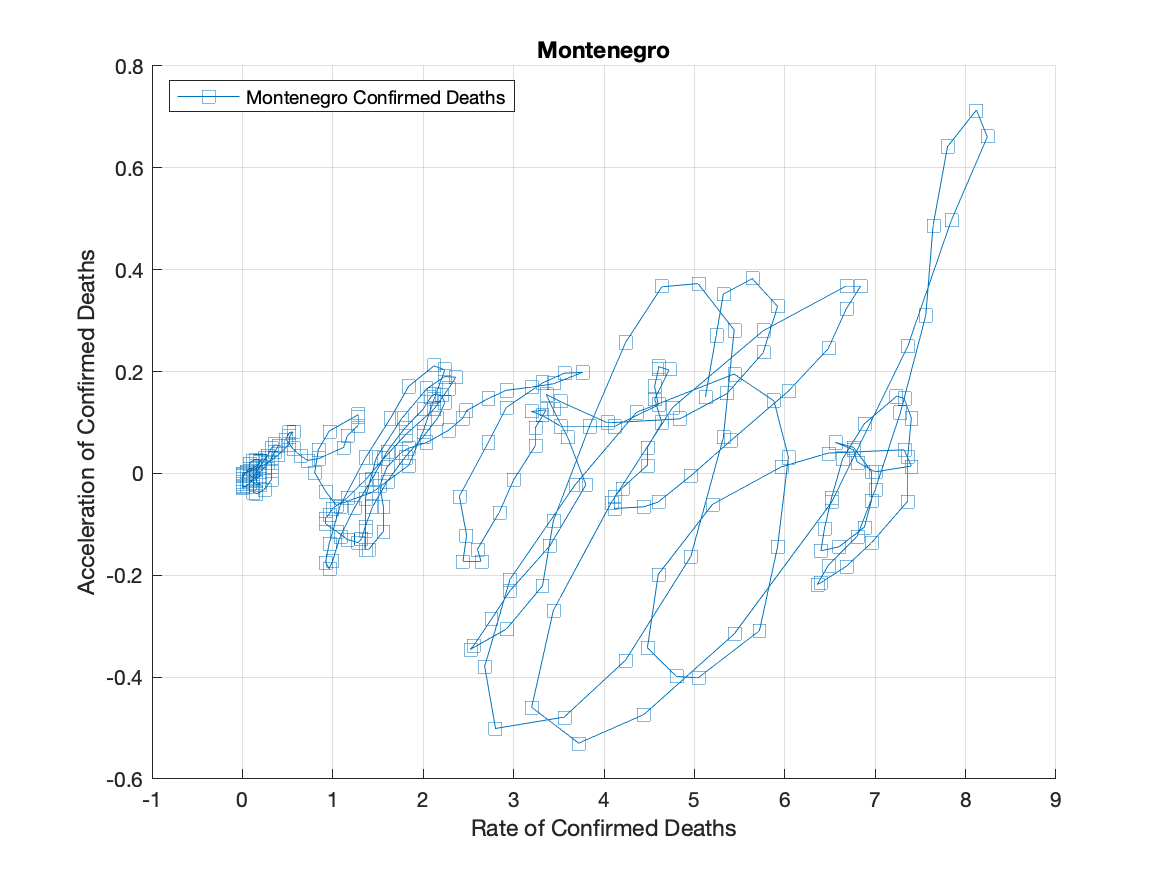 Montenegro
Montenegro Confirmed Deaths
Acceleration of Confirmed Deaths
0.8
0.6
0.4
0.2
0
-0.2
-0.4
-0.6
-1 0 1 2 3 4 5 6 7 8 9
Rate of Confirmed Deaths